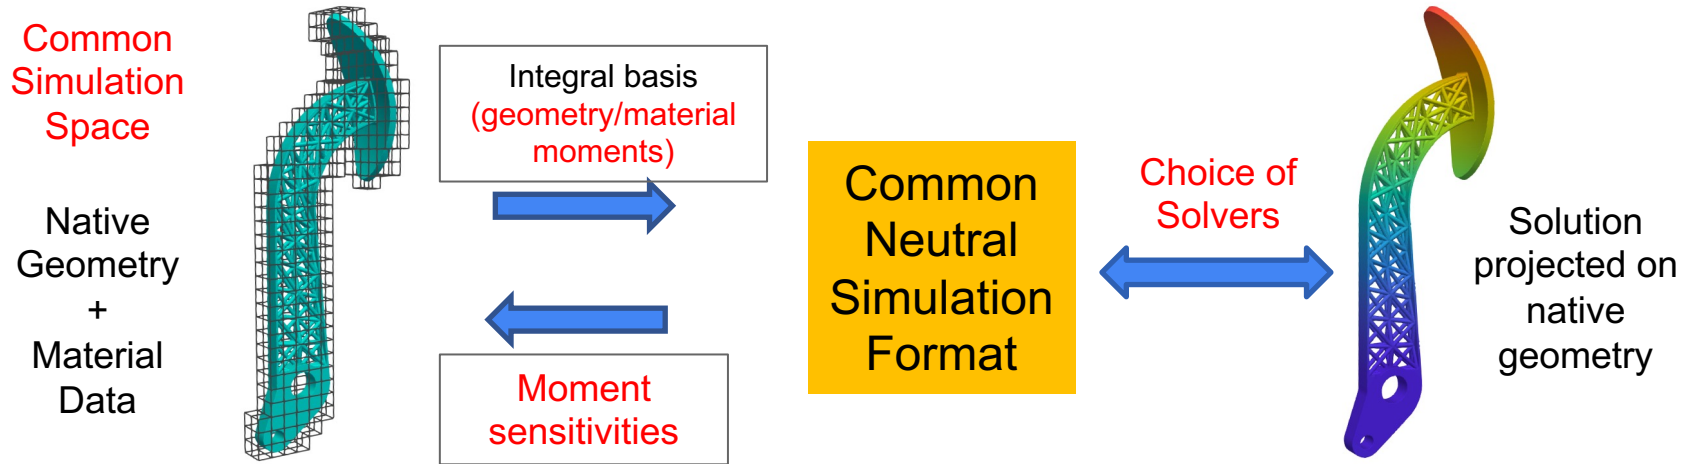 Common
Simulation
Space
Native
Geometry
+
Material
Data
Integral basis
(geometry/material
moments)
Moment
sensitivities
Common
Neutral
Simulation
Format
Choice of
Solvers
Solution
projected on
native
geometry